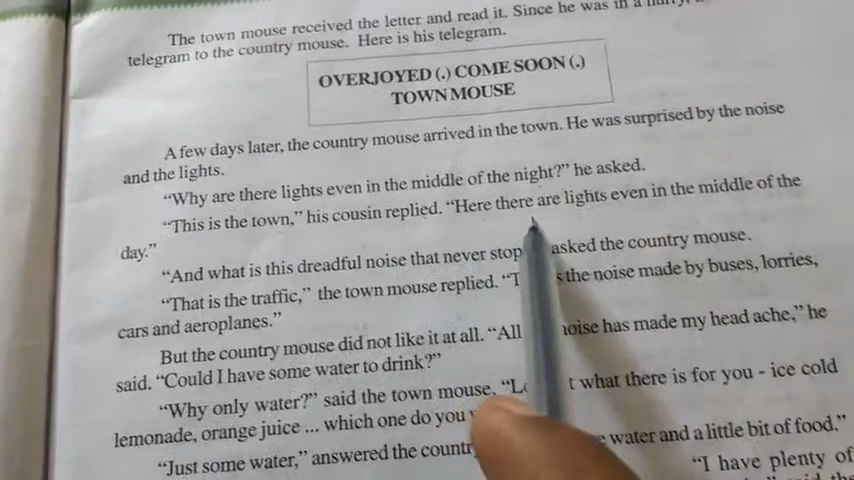 The town mouse received the letter and read it. Since he was in a hurry,
telegram to the country mouse. Here is his telegram.
OVERJOYED (.) COME SOON (.)
TOWN MOUSE
A few days later, the country mouse arrived in the town. He was surprised by the noise
and the lights.
“Why are there lights even in the middle of the night?” he asked.
“This is the town,” his cousin replied. “Here there are lights even in the middle of the
day.”
“And what is this dreadful noise that never stop asked the country mouse.
“That is the traffic,” the town mouse replied. the noise made by buses, lorries,
cars and aeroplanes.”
But the country mouse did not like it at all. “All noise has made my head ache,” he
said. “Could I have some water to drink?”
“Why only water?” said the town mouse. what there is for you - ice cold
lemonade, orange juice ... which one do you
“Just some water,” answered the country water and a little bit of food.”
“I have plenty of
said the